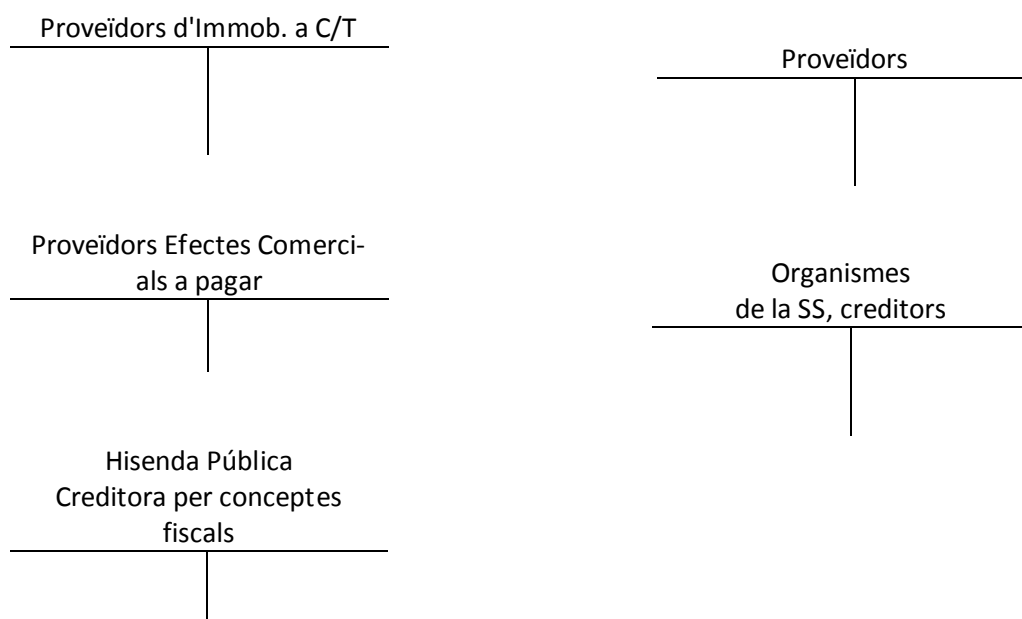 Proveïdors d'Immob. a C/T
Proveïdors
Proveïdors Efectes Comerci-
als a pagar
Organismes
de la SS, creditors
Hisenda Pública
Creditora per conceptes
fiscals